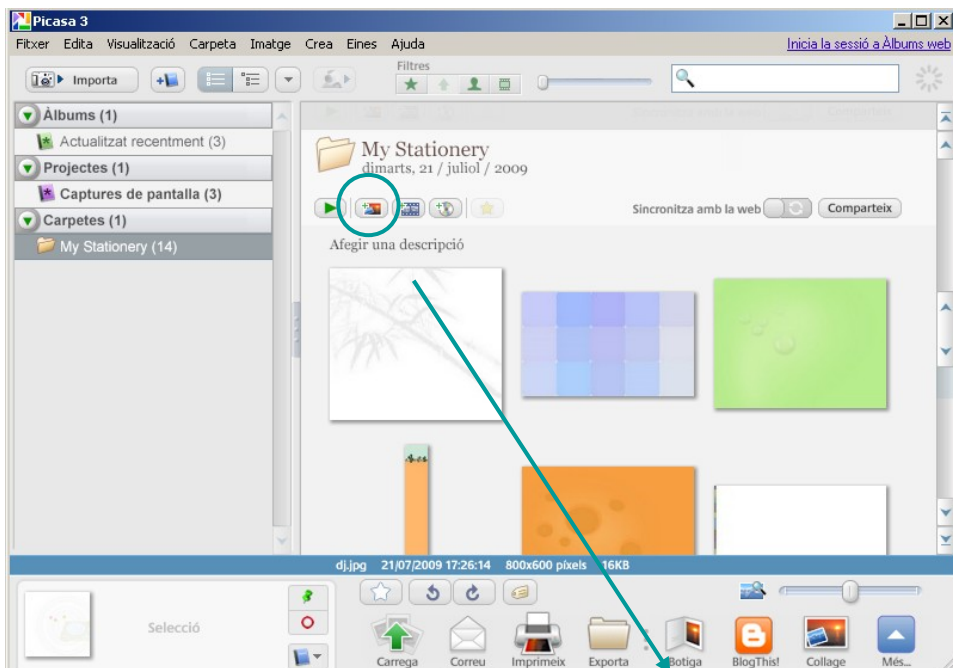 Picasa 3
Fitxer Edita Visualització Carpeta Imatge Crea Eines Ajuda Inicia la sessió a Àlbums web
Importa
Filtres
Àlbums (1)
Actualitzat recentment (3)
Projectes (1)
Captures de pantalla (3)
Carpetes (1)
My Stationery (14)
My Stationery
dimarts, 21 / juliol / 2009
Sincronitza amb la web Comparteix
Afegir una descripció
dj.jpg 21/07/2009 17:26:14 800x600 píxels 16KB
Selecció
Carrega Correu Imprimeix Exporta Botiga BlogThis! Collage Més...